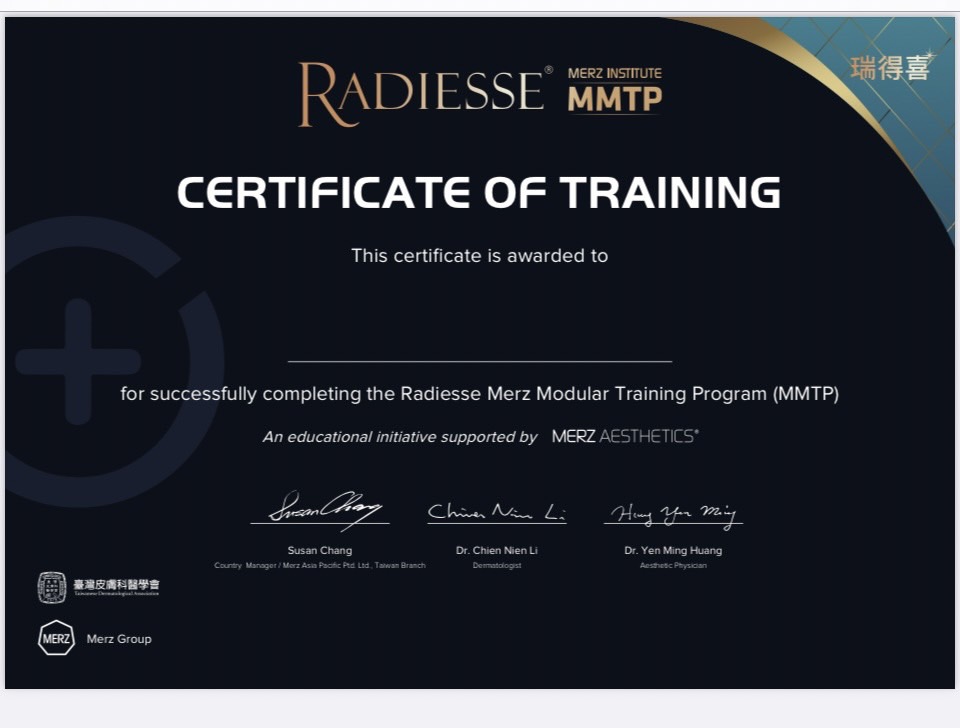 RADIESSE®
MERZ INSTITUTE
MMTP
瑞得喜
CERTIFICATE OF TRAINING
This certificate is awarded to
for successfully completing the Radiesse Merz Modular Training Program (MMTP)
An educational initiative supported by MERZ AESTHETICS®
Susan Chang
Chien Nien Li
Huang Yen Ming
Susan Chang
Country Manager / Merz Asia Pacific Ptd. Ltd., Taiwan Branch
Dr. Chien Nien Li
Dermatologist
Dr. Yen Ming Huang
Aesthetic Physician
臺灣皮膚科醫學會
Taiwanese Dermatological Association
MERZ
Merz Group